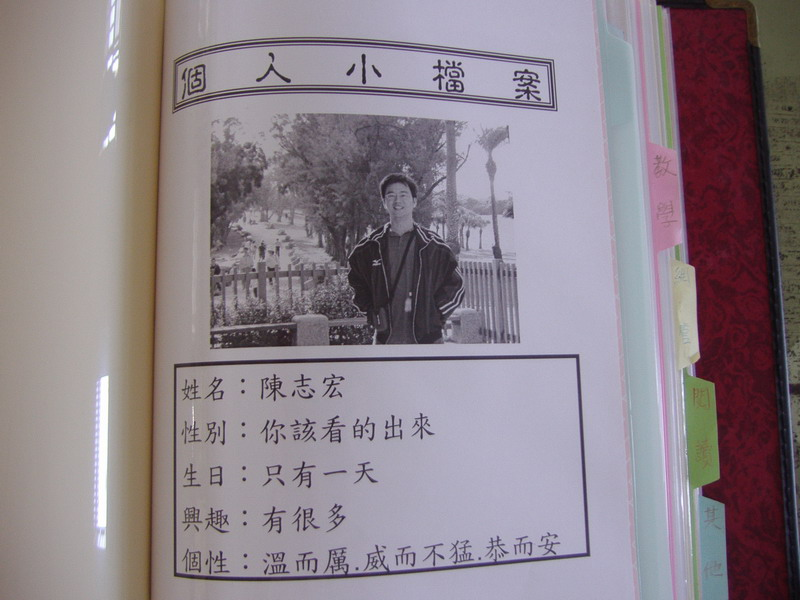 個人小檔案
姓名：陳志宏
性別：你該看的出來
生日：只有一天
興趣：有很多
個性：溫而厲.威而不猛.恭而安
教學
閱讀
其他